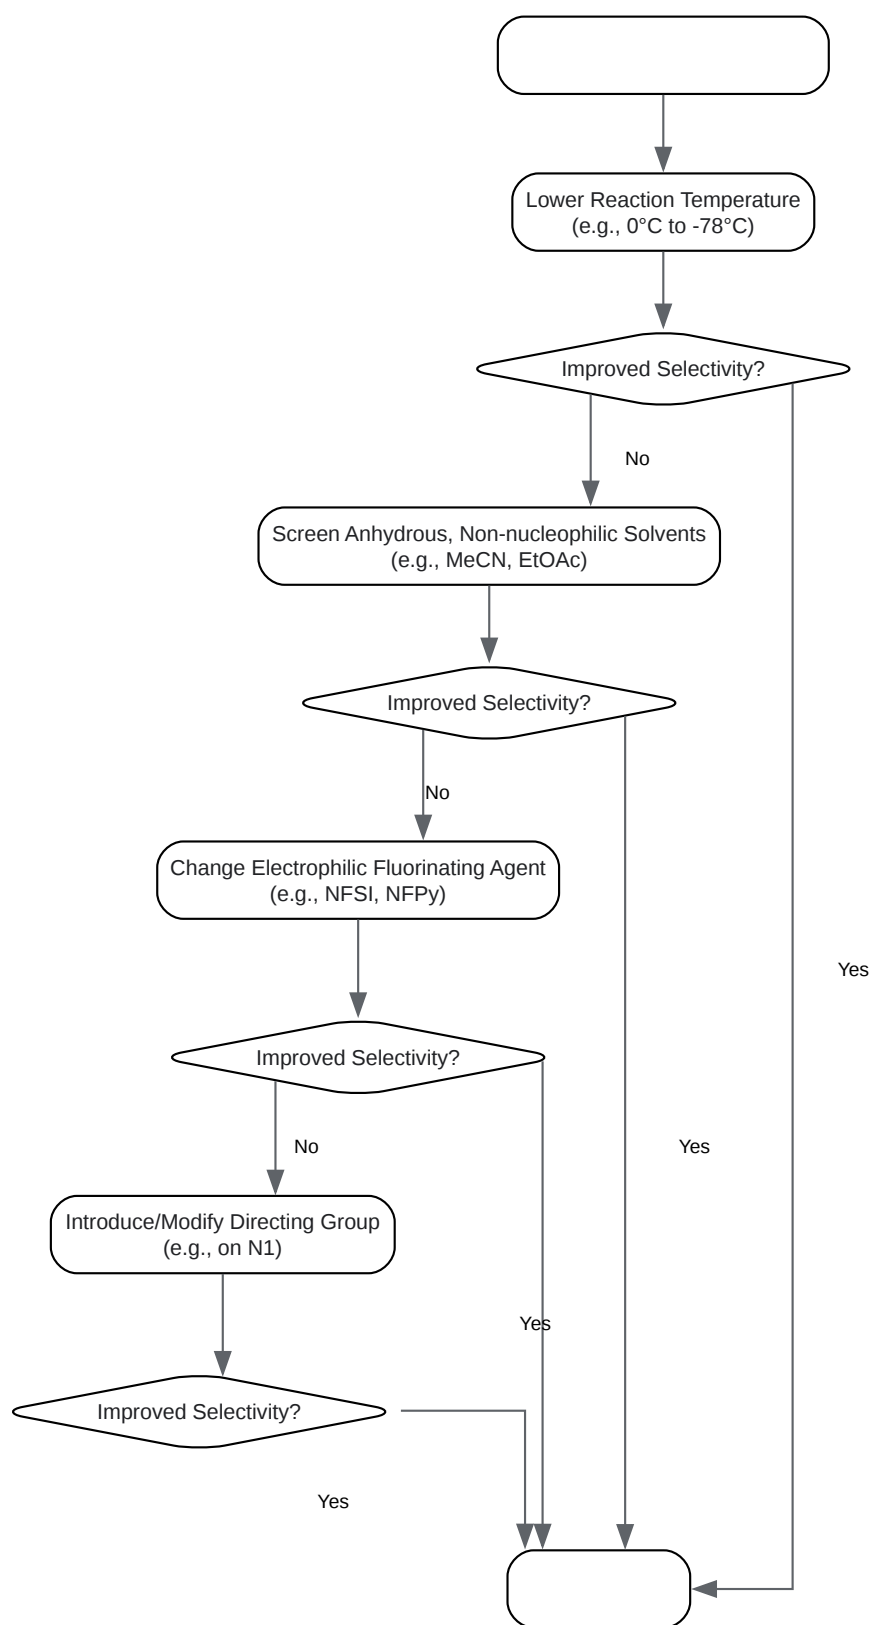 Lower Reaction Temperature
(e.g., 0°C to -78°C)
Improved Selectivity?
No
Screen Anhydrous, Non-nucleophilic Solvents
(e.g., MeCN, EtOAc)
Improved Selectivity?
No
Change Electrophilic Fluorinating Agent
(e.g., NFSI, NFPy)
Yes
Improved Selectivity?
No
Yes
Introduce/Modify Directing Group
(e.g., on N1)
Yes
Improved Selectivity?
Yes